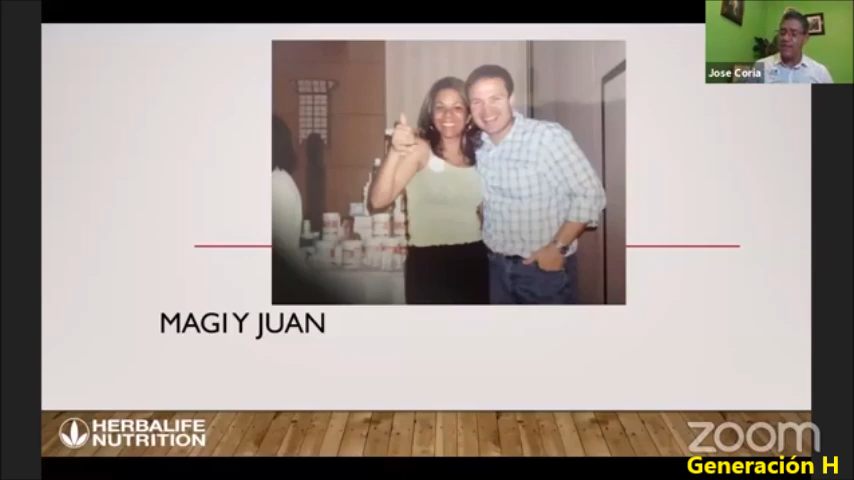 Jose Coria
MAGI Y JUAN
HERBALIFE
NUTRITION
zoom
Generación H